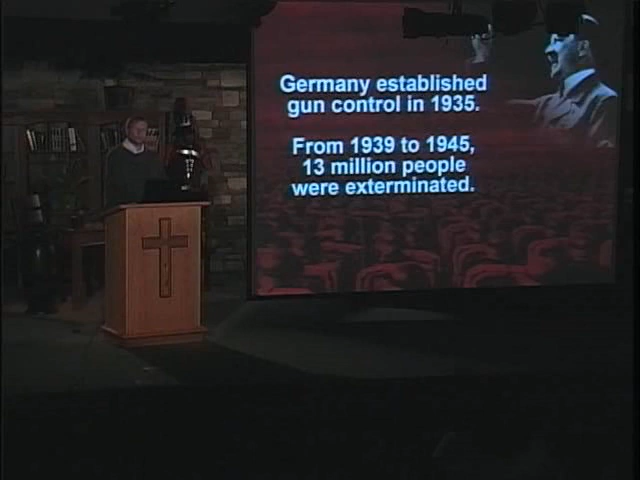 Germany established
gun control in 1935.
From 1939 to 1945,
13 million people
were exterminated.